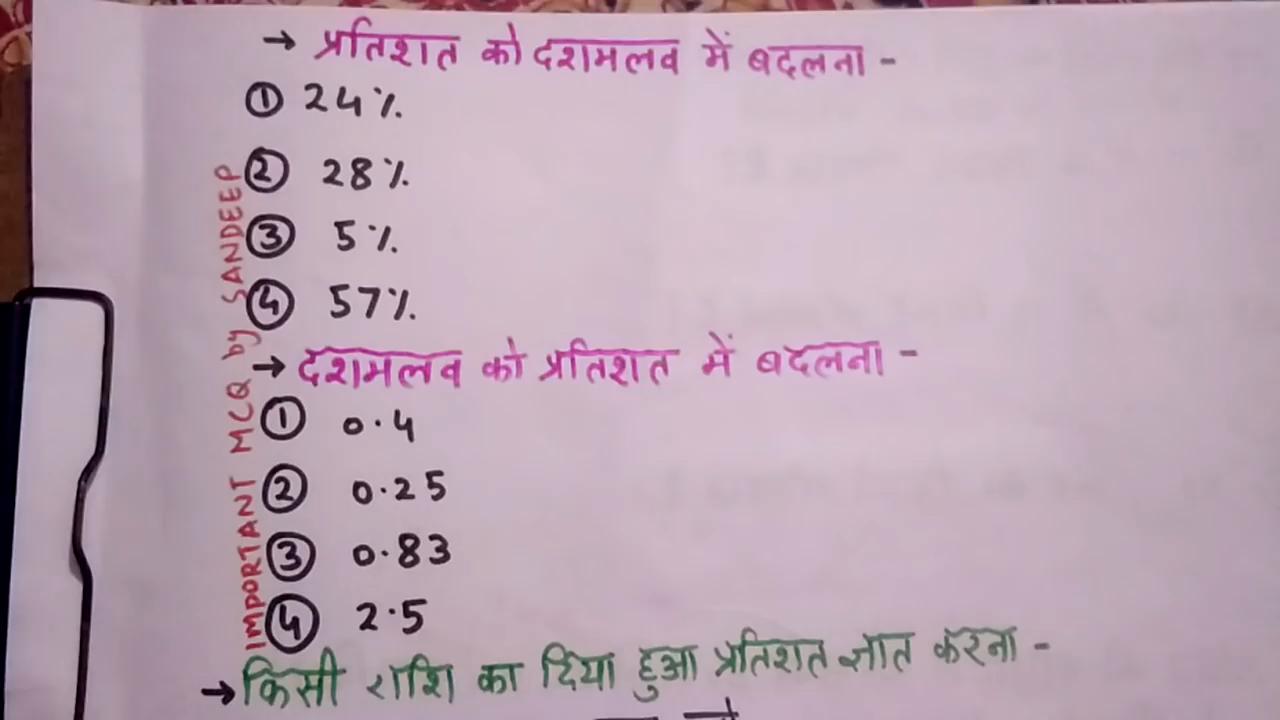 → प्रतिशत को दशमलव में बदलना -
① 24%
② 28%
③ 5%
④ 57%
→ दशमलव को प्रतिशत में बदलना -
① 0.4
② 0.25
③ 0.83
④ 2.5
→ किसी राशि का दिया हुआ प्रतिशत ज्ञात करना -
IMPORTANT MCQ by SANDEEP